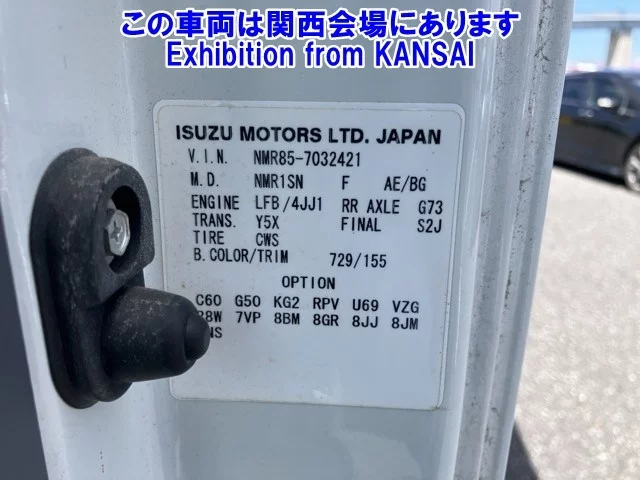 この車両は関西会場にあります
Exhibition from KANSAI
ISUZU MOTORS LTD. JAPAN
V.I.N. NMR85-7032421
M.D. NMR1SN F AE/BG
ENGINE LFB/4JJ1 RR AXLE G73
TRANS. Y5X FINAL S2J
TIRE CWS
B.COLOR/TRIM 729/155
OPTION
C60 G50 KG2 RPV U69 VZG
7VP 8BM 8GR 8JJ 8JM